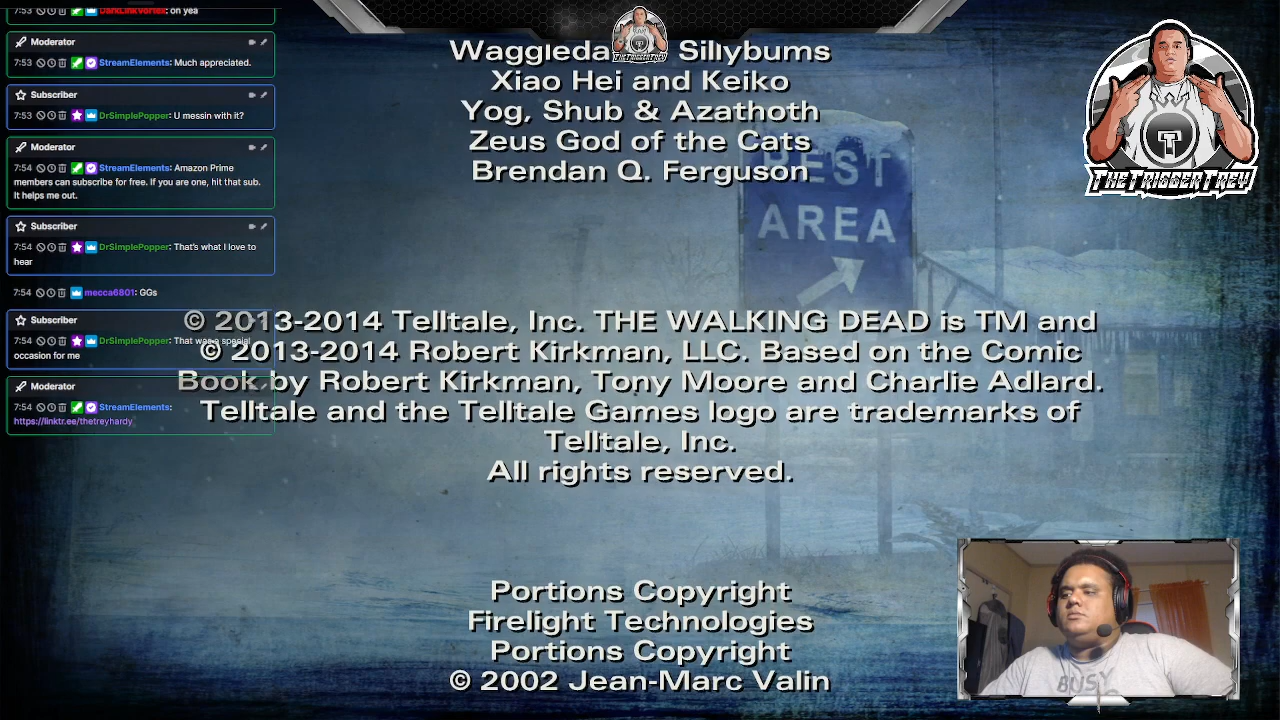 7:53 DarkLinkVortex: on yea
Moderator
7:53 StreamElements: Much appreciated.
Subscriber
7:53 DrSimplePopper: U messin with it?
Moderator
7:54 StreamElements: Amazon Prime
members can subscribe for free. If you are one, hit that sub.
It helps me out.
Subscriber
7:54 DrSimplePopper: That's what I love to
hear
7:54 mecca6801: GGs
Subscriber
7:54 DrSimplePopper: That was a special
occasion for me
Moderator
7:54 StreamElements:
https://linktr.ee/thetreyhardy
Sillybums
Xiao Hei and Keiko
Yog, Shub & Azathoth
Zeus God of the Cats
Brendan Q. Ferguson
REST
AREA
© 2013-2014 Telltale, Inc. THE WALKING DEAD is TM and
© 2013-2014 Robert Kirkman, LLC. Based on the Comic
Book by Robert Kirkman, Tony Moore and Charlie Adlard.
Telltale and the Telltale Games logo are trademarks of
Telltale, Inc.
All rights reserved.
Portions Copyright
Firelight Technologies
Portions Copyright
© 2002 Jean-Marc Valin
THETRIGGERTREY
T
THETRIGGERTREY
BUSY